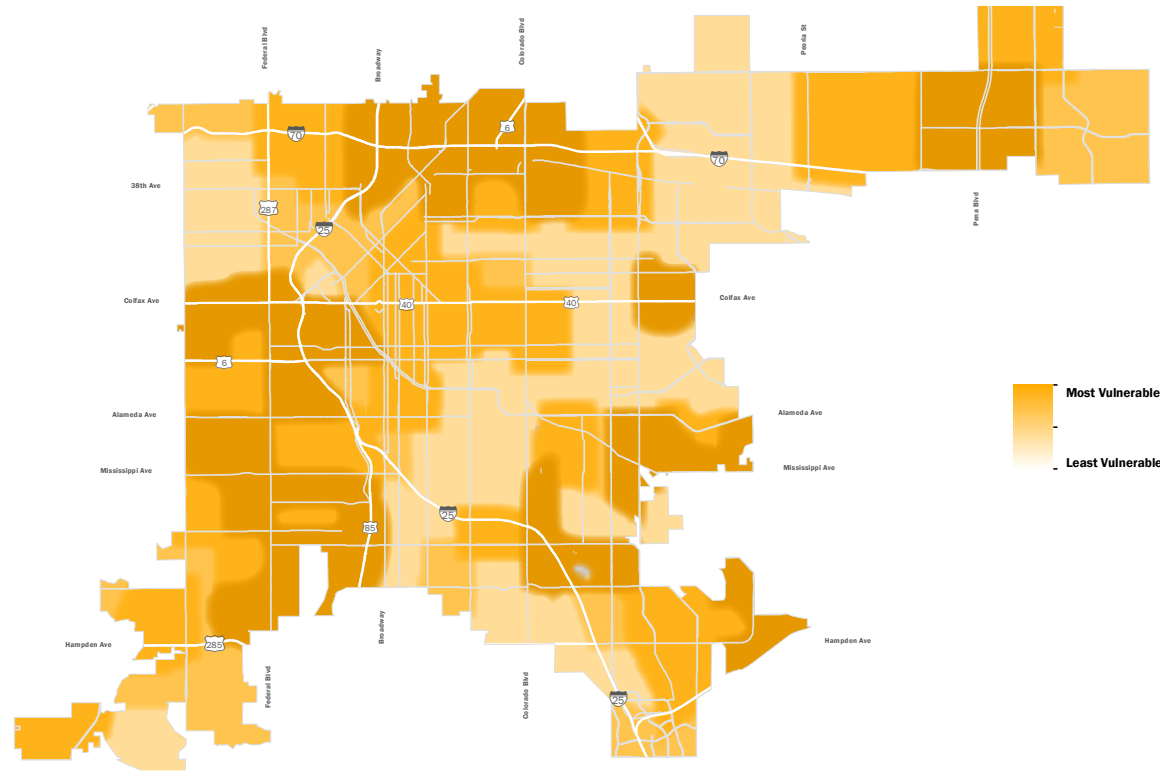 Federal Blvd
Broadway
Colorado Blvd
Peoria St
6
70
70
38th Ave
287
25
Pena Blvd
Colfax Ave
40
40
Colfax Ave
6
Most Vulnerable
Alameda Ave
Alameda Ave
Least Vulnerable
Mississippi Ave
Mississippi Ave
25
85
Hampden Ave
285
Broadway
Hampden Ave
Federal Blvd
Colorado Blvd
25